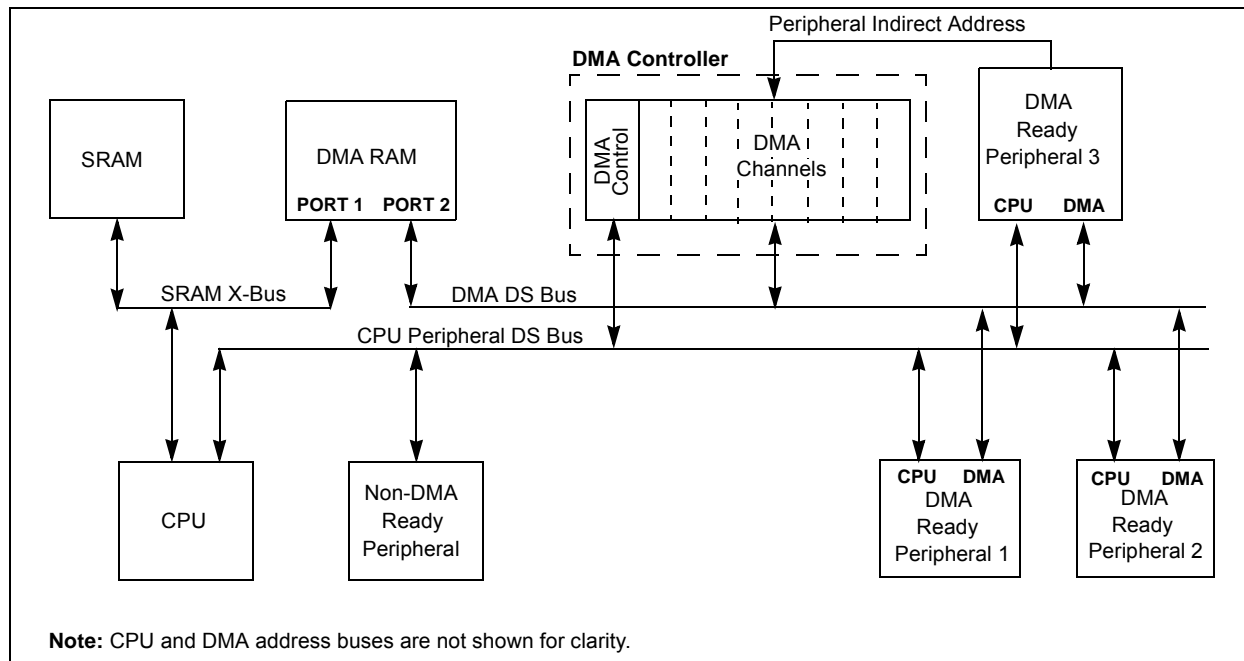 Peripheral Indirect Address
DMA Controller
SRAM
DMA RAM
PORT 1 PORT 2
DMA
Control
DMA
Channels
DMA
Ready
Peripheral 3
CPU DMA
SRAM X-Bus
DMA DS Bus
CPU Peripheral DS Bus
CPU
Non-DMA
Ready
Peripheral
CPU DMA
DMA
Ready
Peripheral 1
CPU DMA
DMA
Ready
Peripheral 2
Note: CPU and DMA address buses are not shown for clarity.